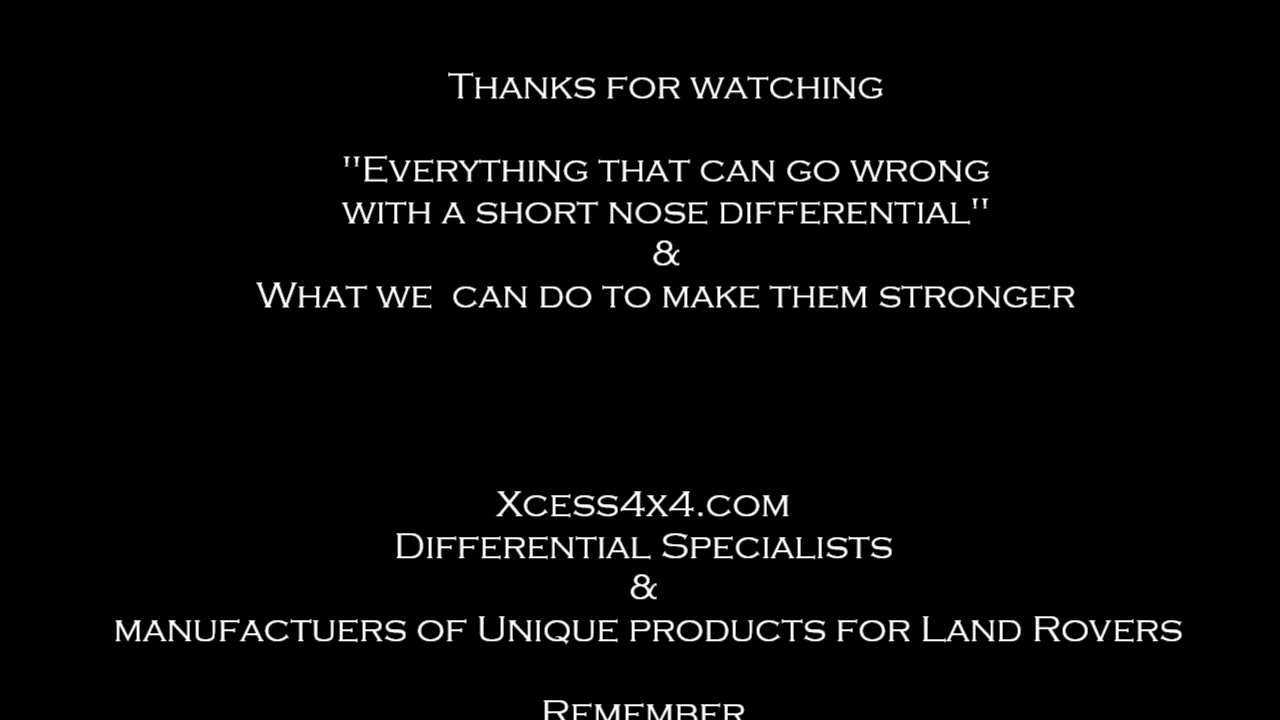 Thanks for watching
"Everything that can go wrong
with a short nose differential"
&
What we can do to make them stronger
Xcess4x4.com
Differential Specialists
&
manufactuers of Unique products for Land Rovers
Remember